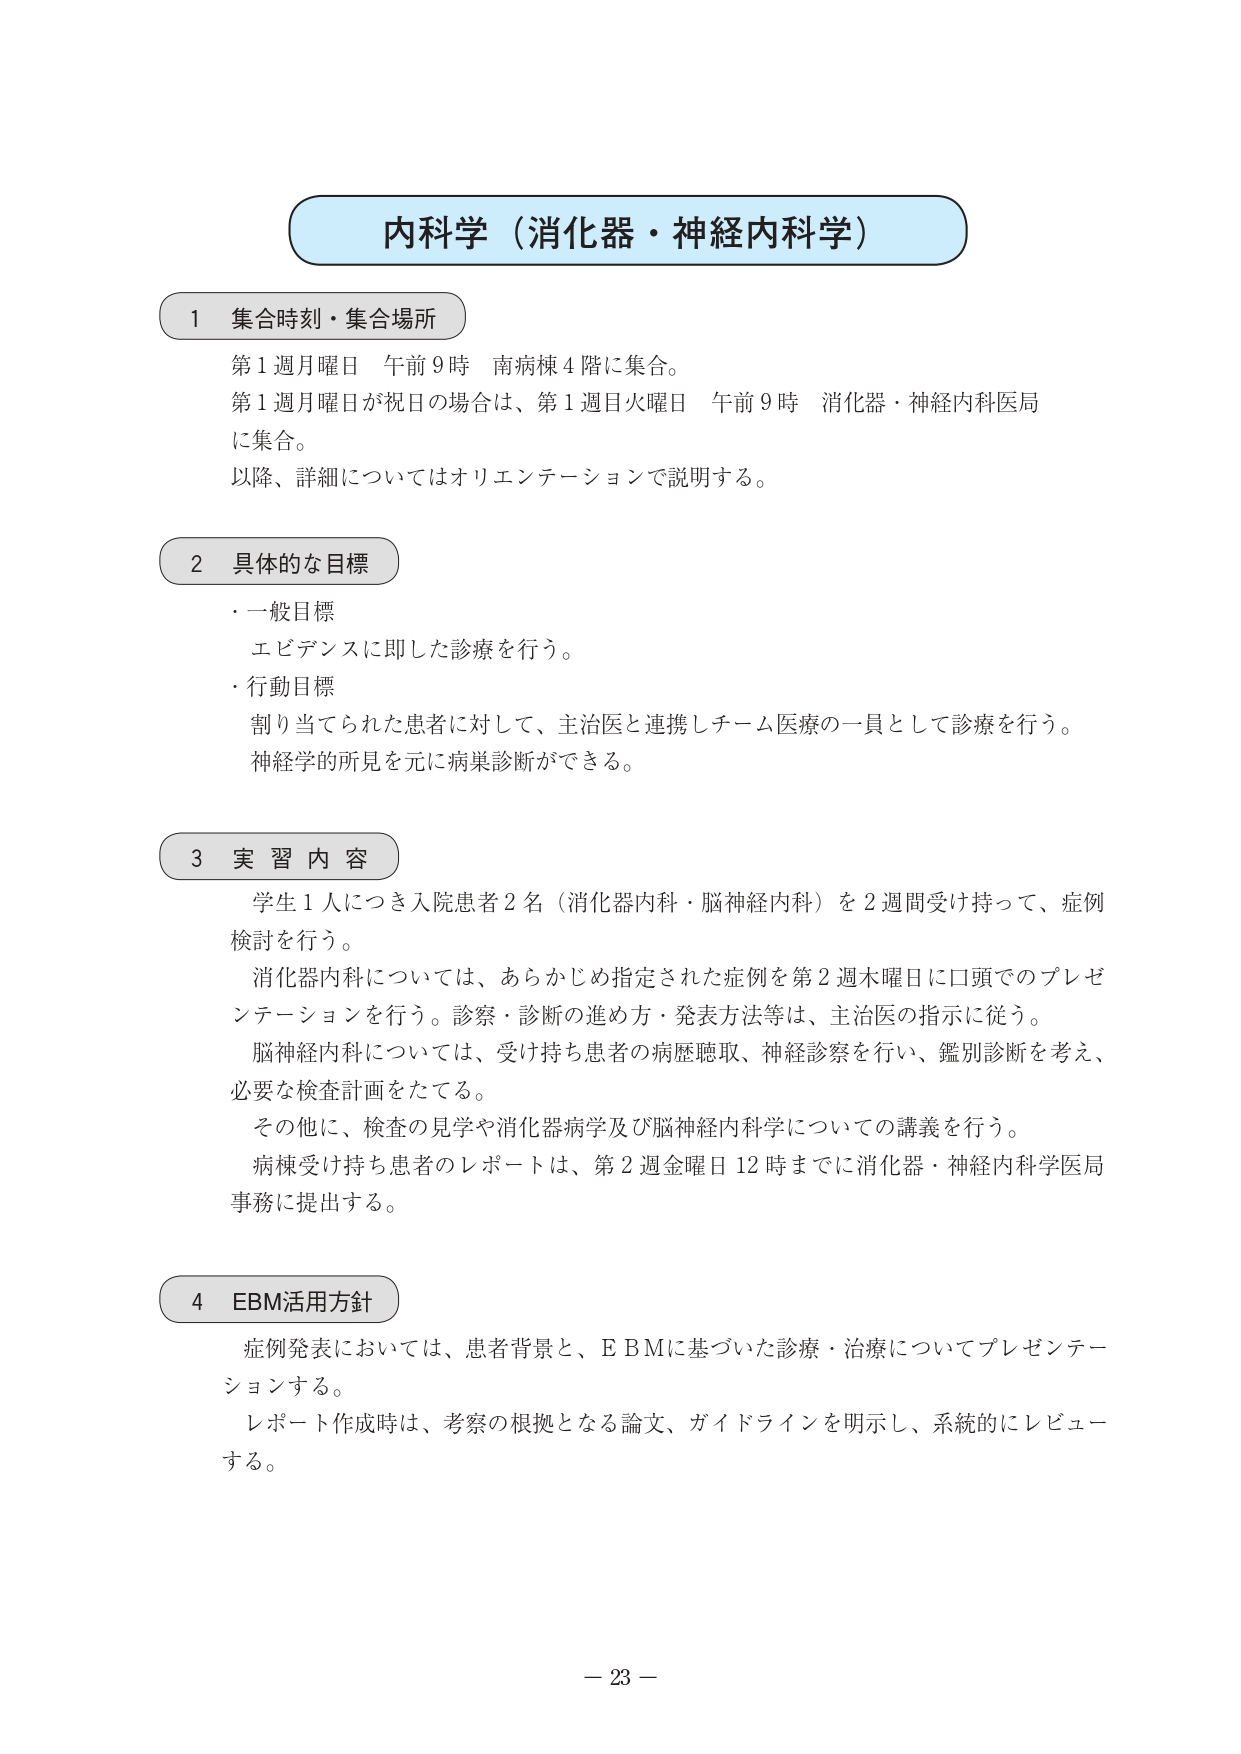 内科学（消化器・神経内科学）
1　集合時刻・集合場所
第1週月曜日　午前9時　南病棟4階に集合。
第1週月曜日が祝日の場合は、第1週目火曜日　午前9時　消化器・神経内科医局
に集合。
以降、詳細についてはオリエンテーションで説明する。
2　具体的な目標
・一般目標
エビデンスに即した診療を行う。
・行動目標
割り当てられた患者に対して、主治医と連携しチーム医療の一員として診療を行う。
神経学的所見を元に病巣診断ができる。
3　実習内容
学生1人につき入院患者2名（消化器内科・脳神経内科）を2週間受け持って、症例
検討を行う。
消化器内科については、あらかじめ指定された症例を第2週木曜日に口頭でのプレゼ
ンテーションを行う。診察・診断の進め方・発表方法等は、主治医の指示に従う。
脳神経内科については、受け持ち患者の病歴聴取、神経診察を行い、鑑別診断を考え、
必要な検査計画をたてる。
その他に、検査の見学や消化器病学及び脳神経内科学についての講義を行う。
病棟受け持ち患者のレポートは、第2週金曜日12時までに消化器・神経内科学医局
事務に提出する。
4　EBM活用方針
症例発表においては、患者背景と、ＥＢＭに基づいた診療・治療についてプレゼンテー
ションする。
レポート作成時は、考察の根拠となる論文、ガイドラインを明示し、系統的にレビュー
する。
－ 23 －